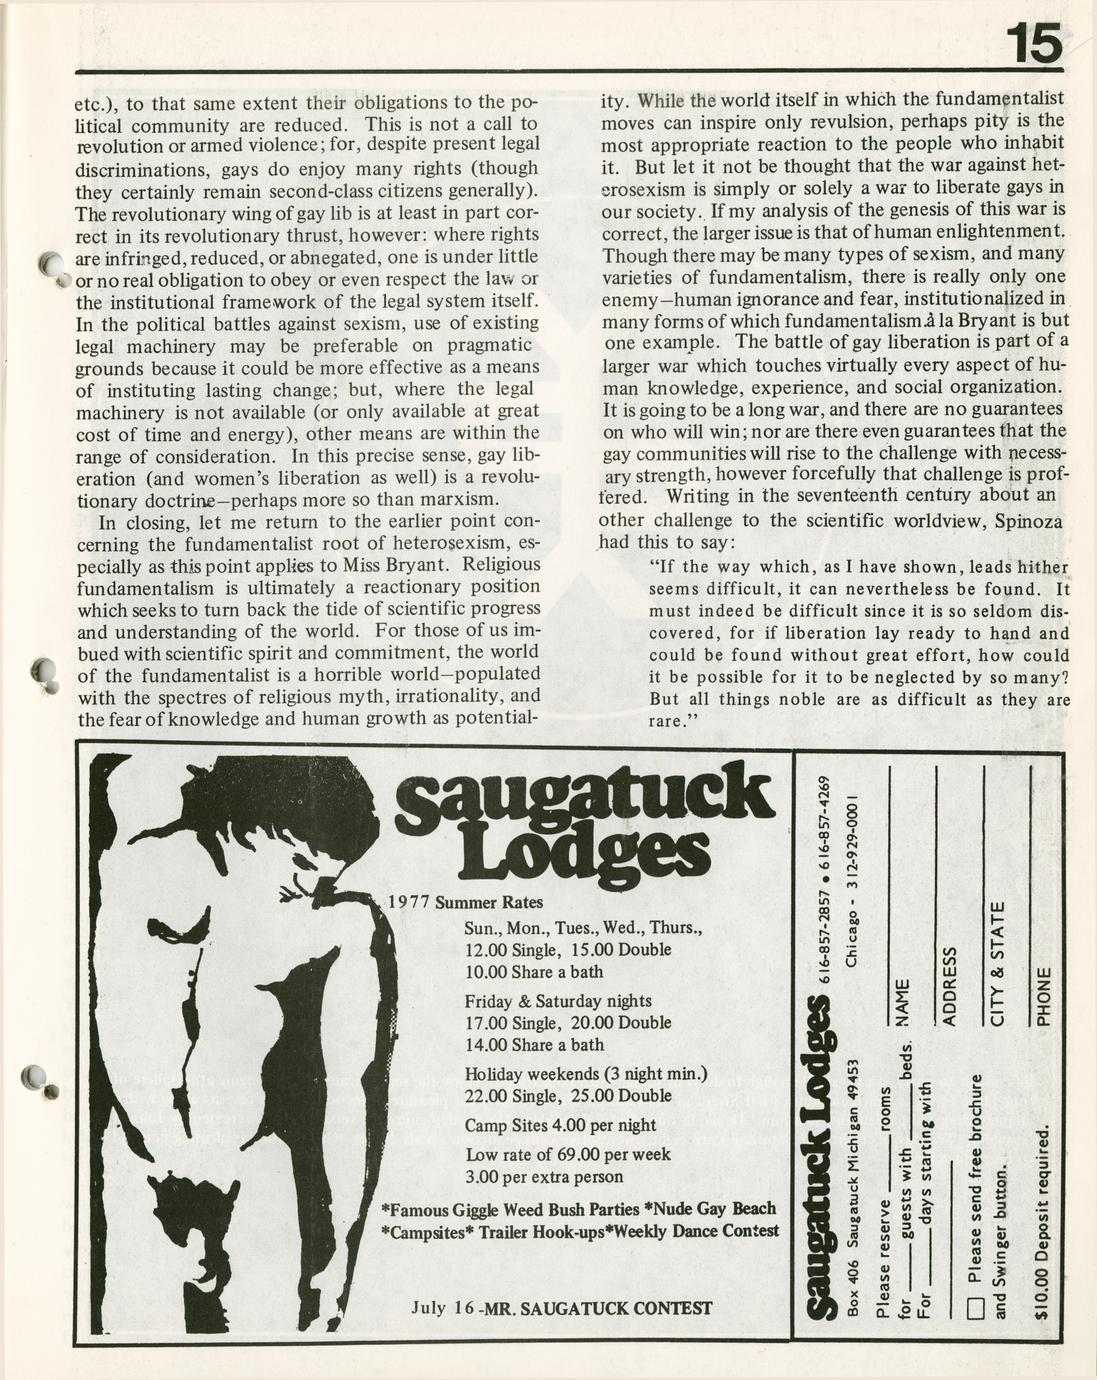 15
etc.), to that same extent their obligations to the po-
litical community are reduced. This is not a call to
revolution or armed violence; for, despite present legal
discriminations, gays do enjoy many rights (though
they certainly remain second-class citizens generally).
The revolutionary wing of gay lib is at least in part cor-
rect in its revolutionary thrust, however: where rights
are infringed, reduced, or abnegated, one is under little
or no real obligation to obey or even respect the law or
the institutional framework of the legal system itself.
In the political battles against sexism, use of existing
legal machinery may be preferable on pragmatic
grounds because it could be more effective as a means
of instituting lasting change; but, where the legal
machinery is not available (or only available at great
cost of time and energy), other means are within the
range of consideration. In this precise sense, gay lib-
eration (and women's liberation as well) is a revolu-
tionary doctrine—perhaps more so than marxism.
In closing, let me return to the earlier point con-
cerning the fundamentalist root of heterosexism, es-
pecially as this point applies to Miss Bryant. Religious
fundamentalism is ultimately a reactionary position
which seeks to turn back the tide of scientific progress
and understanding of the world. For those of us im-
bued with scientific spirit and commitment, the world
of the fundamentalist is a horrible world—populated
with the spectres of religious myth, irrationality, and
the fear of knowledge and human growth as potential-
ity. While the world itself in which the fundamentalist
moves can inspire only revulsion, perhaps pity is the
most appropriate reaction to the people who inhabit
it. But let it not be thought that the war against het-
erosexism is simply or solely a war to liberate gays in
our society. If my analysis of the genesis of this war is
correct, the larger issue is that of human enlightenment.
Though there may be many types of sexism, and many
varieties of fundamentalism, there is really only one
enemy—human ignorance and fear, institutionalized in
many forms of which fundamentalism à la Bryant is but
one example. The battle of gay liberation is part of a
larger war which touches virtually every aspect of hu-
man knowledge, experience, and social organization.
It is going to be a long war, and there are no guarantees
on who will win; nor are there even guarantees that the
gay communities will rise to the challenge with necess-
ary strength, however forcefully that challenge is prof-
fered. Writing in the seventeenth century about an
other challenge to the scientific worldview, Spinoza
had this to say:
“If the way which, as I have shown, leads hither
seems difficult, it can nevertheless be found. It
must indeed be difficult since it is so seldom dis-
covered, for if liberation lay ready to hand and
could be found without great effort, how could
it be possible for it to be neglected by so many?
But all things noble are as difficult as they are
rare.”
Saugatuck
Lodges
1977 Summer Rates
Sun., Mon., Tues., Wed., Thurs.,
12.00 Single, 15.00 Double
10.00 Share a bath
Friday & Saturday nights
17.00 Single, 20.00 Double
14.00 Share a bath
Holiday weekends (3 night min.)
22.00 Single, 25.00 Double
Camp Sites 4.00 per night
Low rate of 69.00 per week
3.00 per extra person
*Famous Giggle Weed Bush Parties *Nude Gay Beach
*Campsites* Trailer Hook-ups*Weekly Dance Contest
July 16 -MR. SAUGATUCK CONTEST
Saugatuck Lodges 616-857-2857 • 616-857-4269
Box 406 Saugatuck Michigan 49453 Chicago - 312-929-0001
Please reserve ____ rooms
for ____ guests with ____ beds.
For ____ days starting with
____
☐ Please send free brochure
and Swinger button.
$10.00 Deposit required.
NAME
ADDRESS
CITY & STATE
PHONE